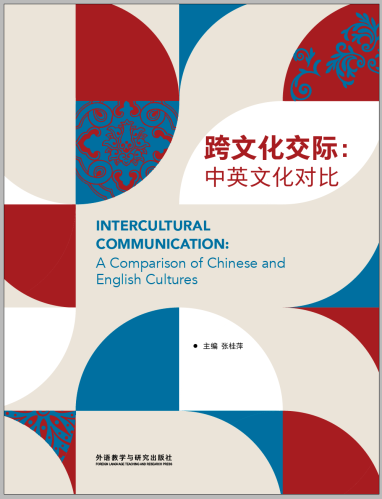 跨文化交际:
中英文化对比
INTERCULTURAL
COMMUNICATION:
A Comparison of Chinese and
English Cultures
● 主编 张桂萍
外语教学与研究出版社
FOREIGN LANGUAGE TEACHING AND RESEARCH PRESS